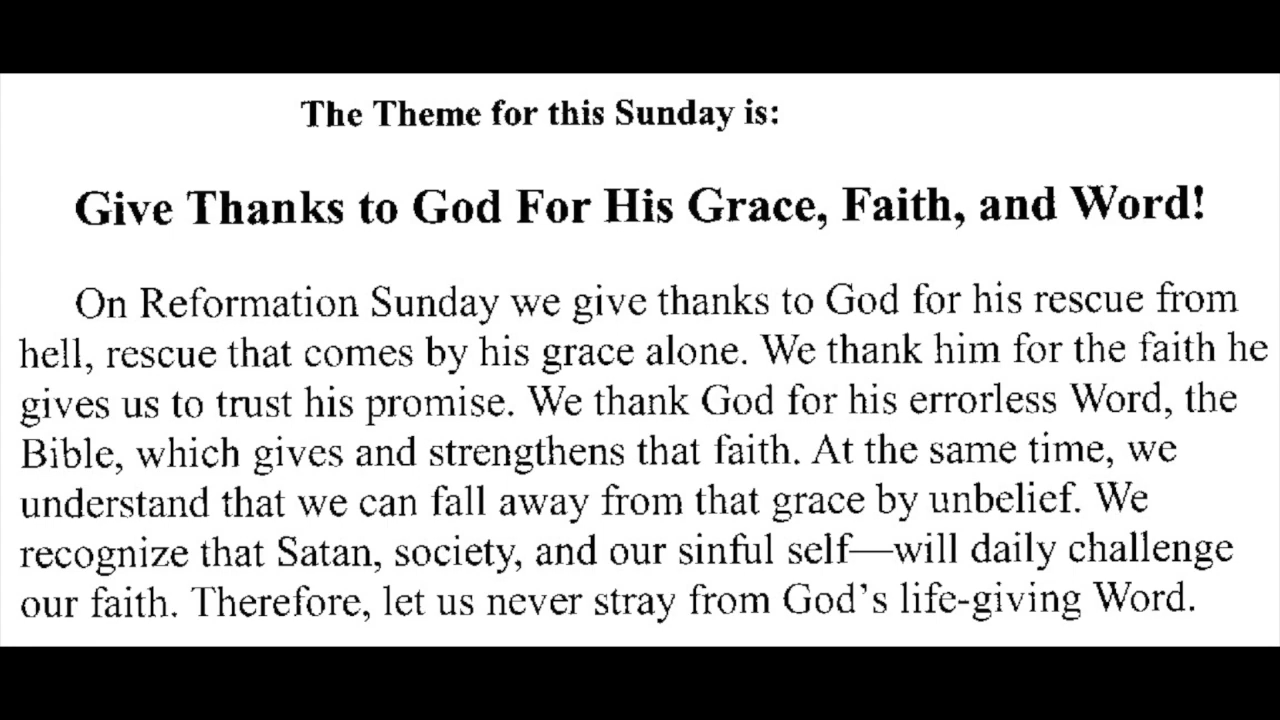 The Theme for this Sunday is:
Give Thanks to God For His Grace, Faith, and Word!
On Reformation Sunday we give thanks to God for his rescue from
hell, rescue that comes by his grace alone. We thank him for the faith he
gives us to trust his promise. We thank God for his errorless Word, the
Bible, which gives and strengthens that faith. At the same time, we
understand that we can fall away from that grace by unbelief. We
recognize that Satan, society, and our sinful self—will daily challenge
our faith. Therefore, let us never stray from God's life-giving Word.